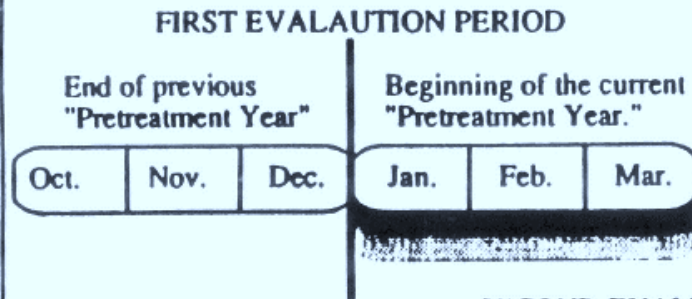 FIRST EVALAUTION PERIOD
End of previous
"Pretreatment Year"
Beginning of the current
"Pretreatment Year."
Oct. Nov. Dec. Jan. Feb. Mar.